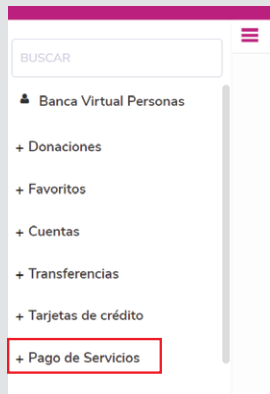 BUSCAR
Banca Virtual Personas
+ Donaciones
+ Favoritos
+ Cuentas
+ Transferencias
+ Tarjetas de crédito
+ Pago de Servicios